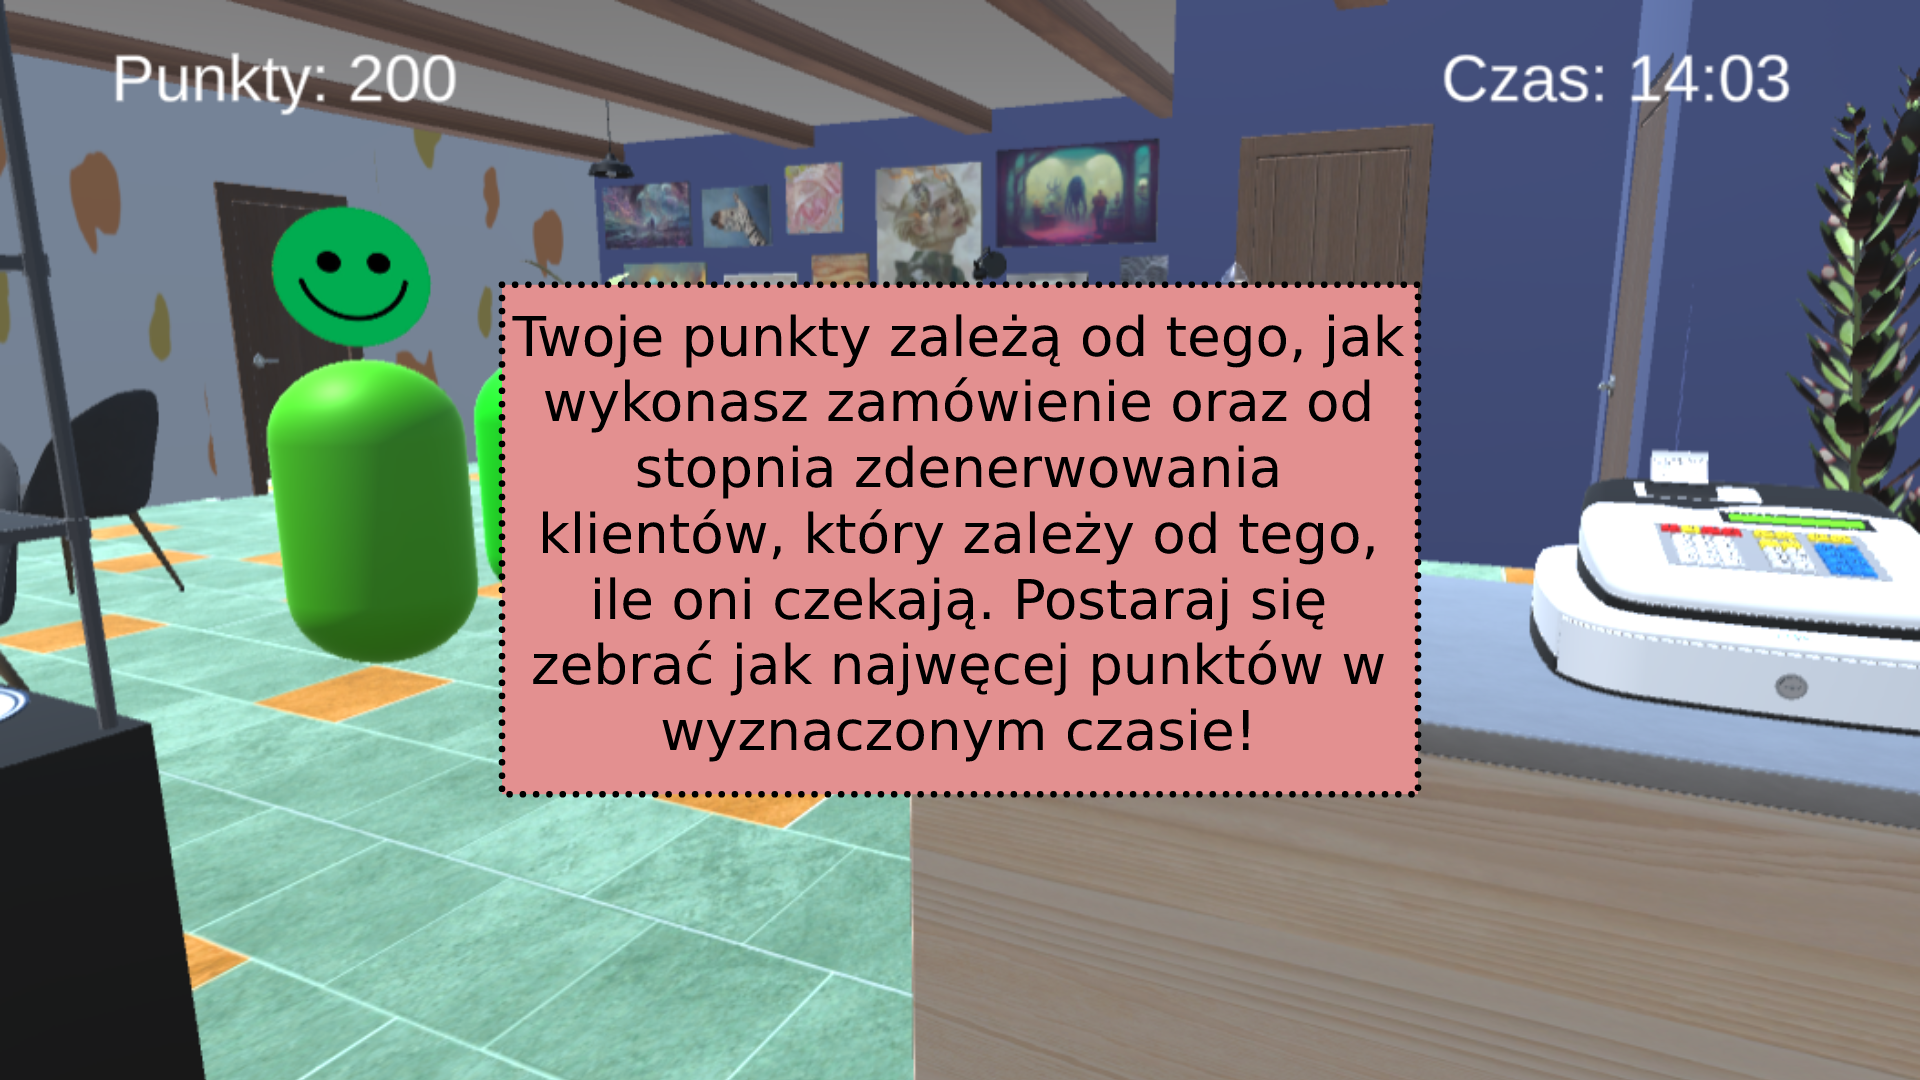 Punkty: 200
Czas: 14:03
Twoje punkty zależą od tego, jak
wykonasz zamówienie oraz od
stopnia zdenerwowania
klientów, który zależy od tego,
ile oni czekają. Postaraj się
zebrać jak najwęcej punktów w
wyznaczonym czasie!